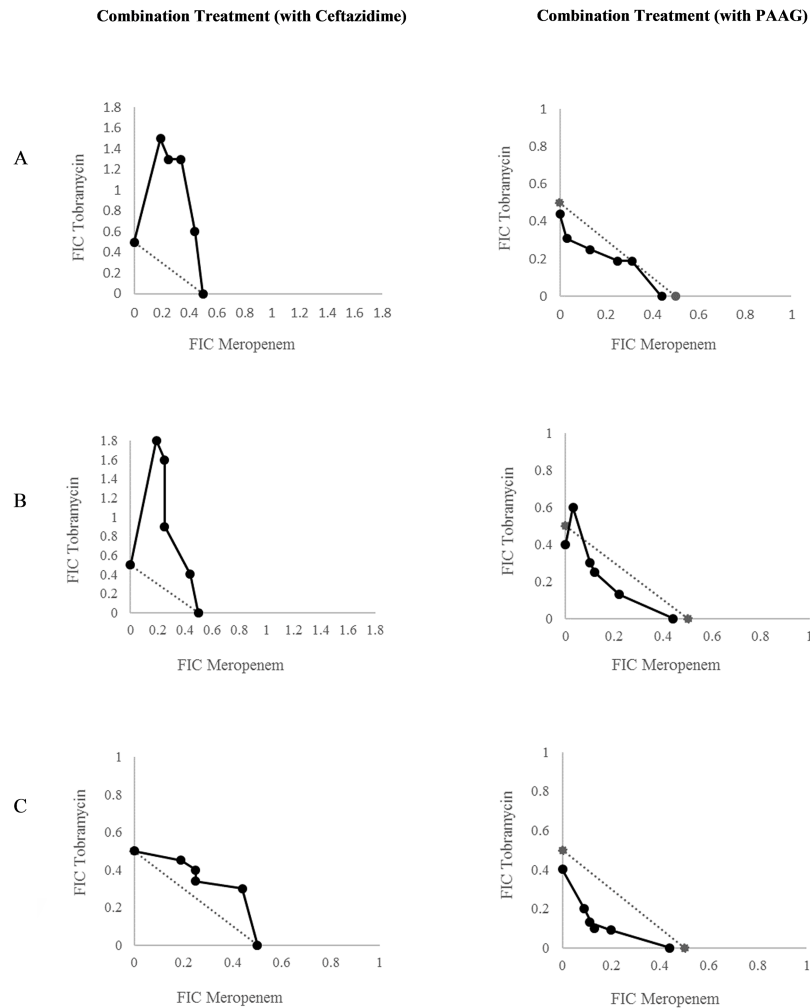 Combination Treatment (with Ceftazidime)
Combination Treatment (with PAAG)
A
FIC Tobramycin
1.8
1.6
1.4
1.2
1
0.8
0.6
0.4
0.2
0
0 0.2 0.4 0.6 0.8 1 1.2 1.4 1.6 1.8
FIC Meropenem
FIC Tobramycin
1
0.8
0.6
0.4
0.2
0
0 0.2 0.4 0.6 0.8 1
FIC Meropenem
B
FIC Tobramycin
1.8
1.6
1.4
1.2
1
0.8
0.6
0.4
0.2
0
0 0.2 0.4 0.6 0.8 1 1.2 1.4 1.6 1.8
FIC Meropenem
FIC Tobramycin
1
0.8
0.6
0.4
0.2
0
0 0.2 0.4 0.6 0.8 1
FIC Meropenem
C
FIC Tobramycin
1
0.8
0.6
0.4
0.2
0
0 0.2 0.4 0.6 0.8 1
FIC Meropenem
FIC Tobramycin
1
0.8
0.6
0.4
0.2
0
0 0.2 0.4 0.6 0.8 1
FIC Meropenem